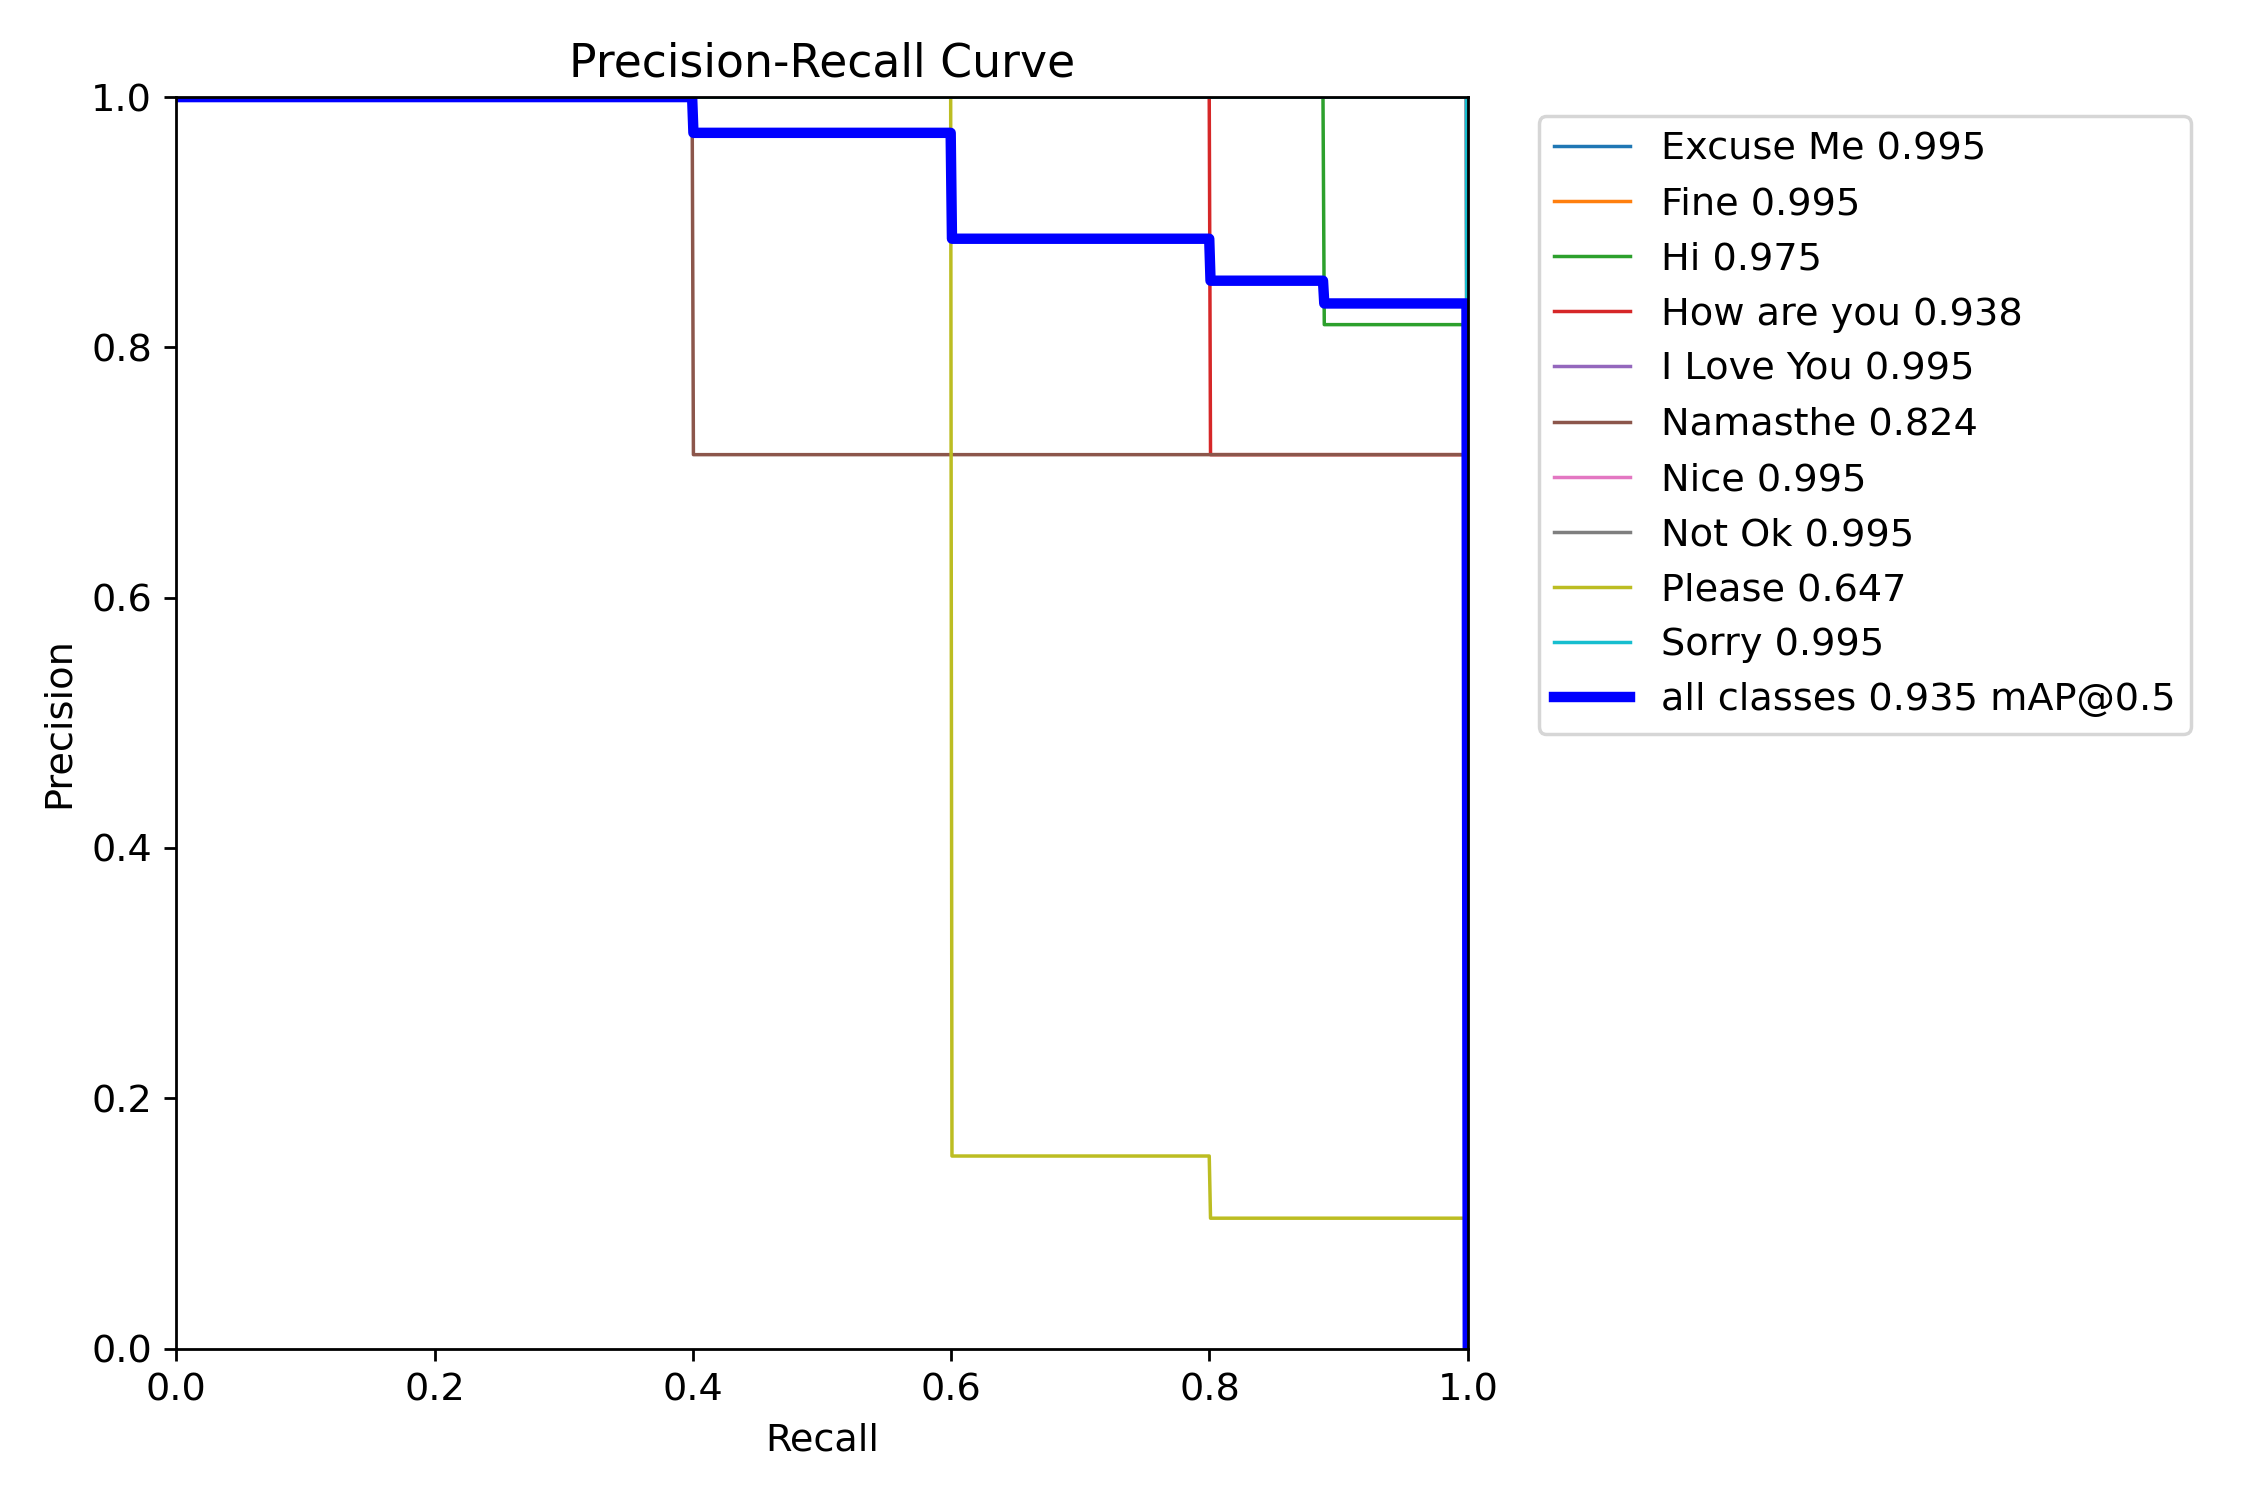 Precision-Recall Curve
1.0
0.8
0.6
0.4
0.2
0.0
Precision
0.0 0.2 0.4 0.6 0.8 1.0
Recall
Excuse Me 0.995
Fine 0.995
Hi 0.975
How are you 0.938
I Love You 0.995
Namasthe 0.824
Nice 0.995
Not Ok 0.995
Please 0.647
Sorry 0.995
all classes 0.935 mAP@0.5